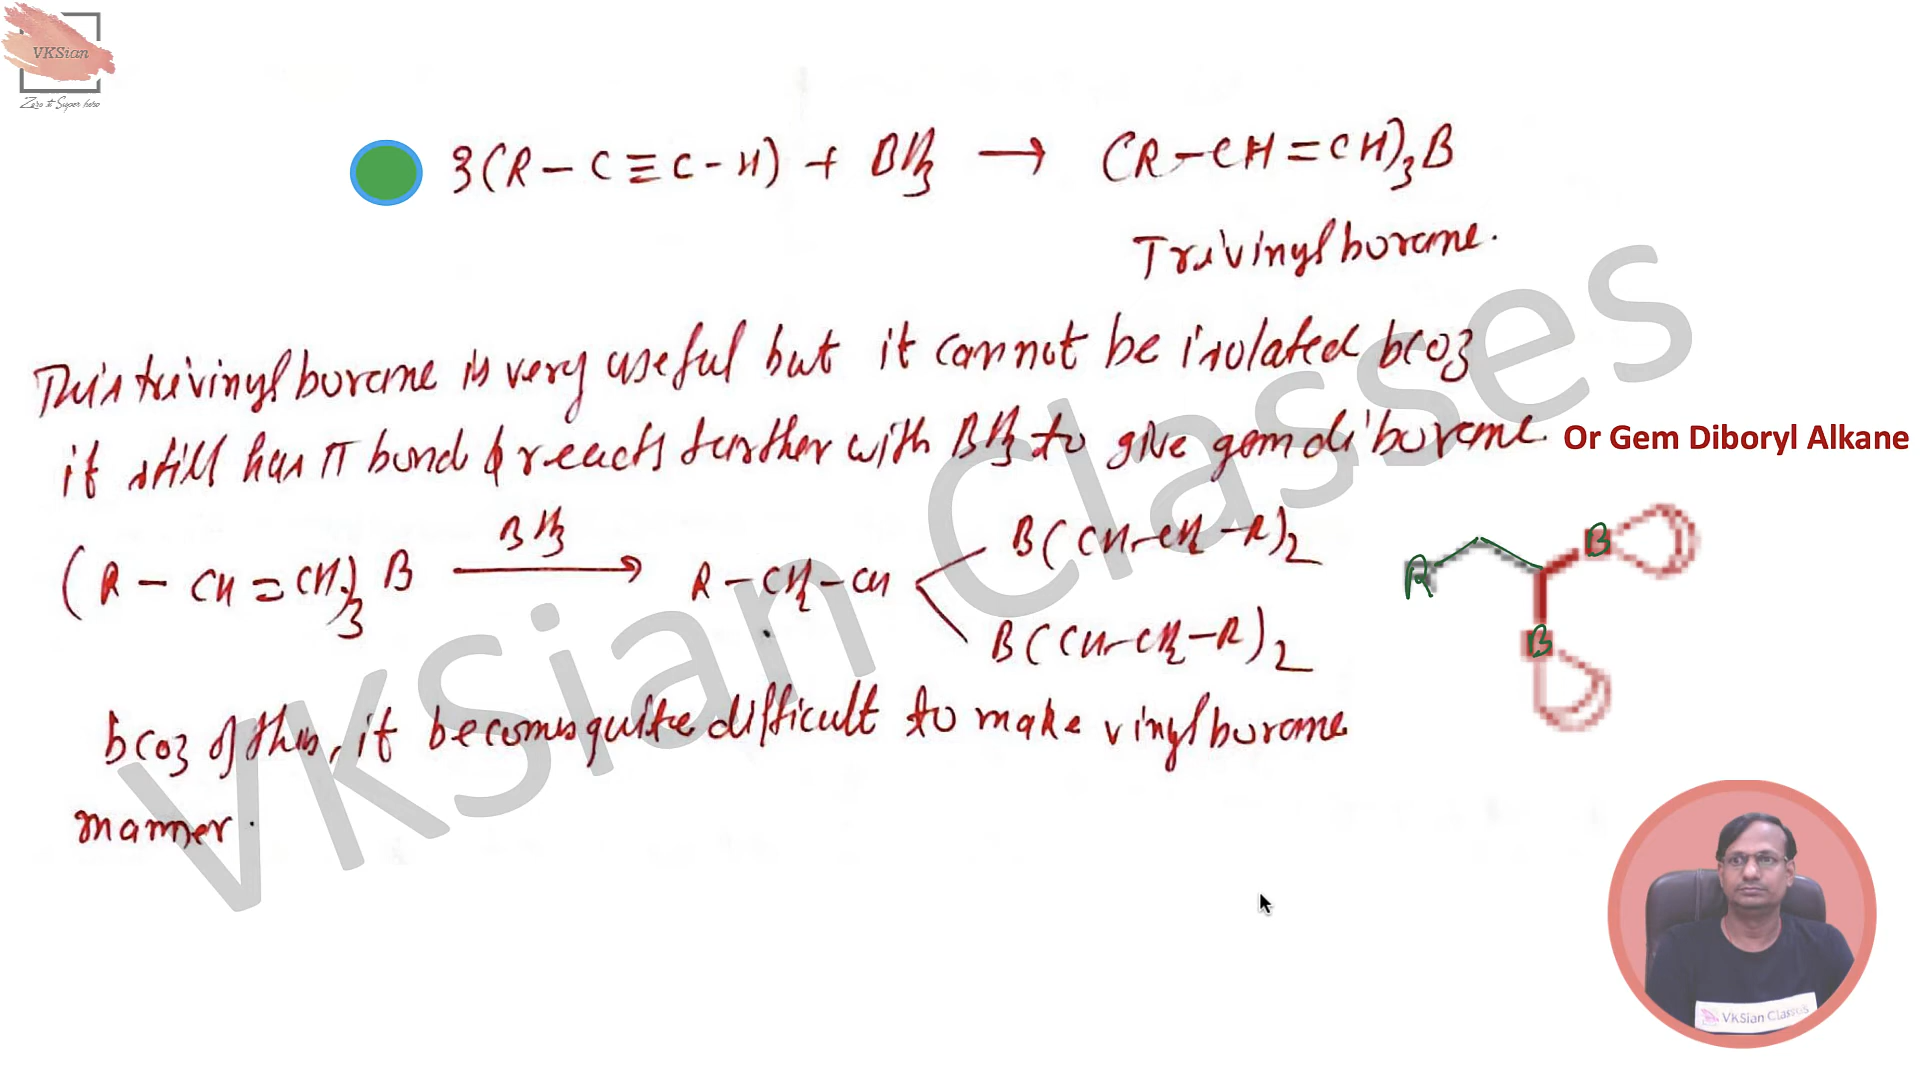 VKSian
Zero to Super hero
3(R-C≡C-H) + BH3 → (R-CH=CH)3B
Trivinyl borane.
This trivinyl borane is very useful but it cannot be isolated bcoz
it still has π bond & reacts further with BH3 to give gem di'borane. Or Gem Diboryl Alkane
BH3
B(CH-CH2-R)2
(R-CH=CH)3 B → R-CH2-CH
B(CH-CH2-R)2
R
B
B
bcoz of this, it becomes quite difficult to make vinyl borane
manner.
VKSian Classes
VKSian Classes